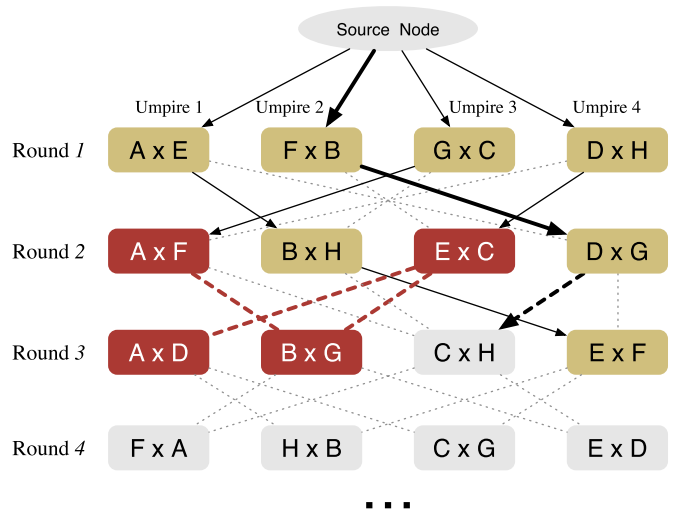 Source Node
Umpire 1 Umpire 2 Umpire 3 Umpire 4
Round 1 A x E F x B G x C D x H
Round 2 A x F B x H E x C D x G
Round 3 A x D B x G C x H E x F
Round 4 F x A H x B C x G E x D
...